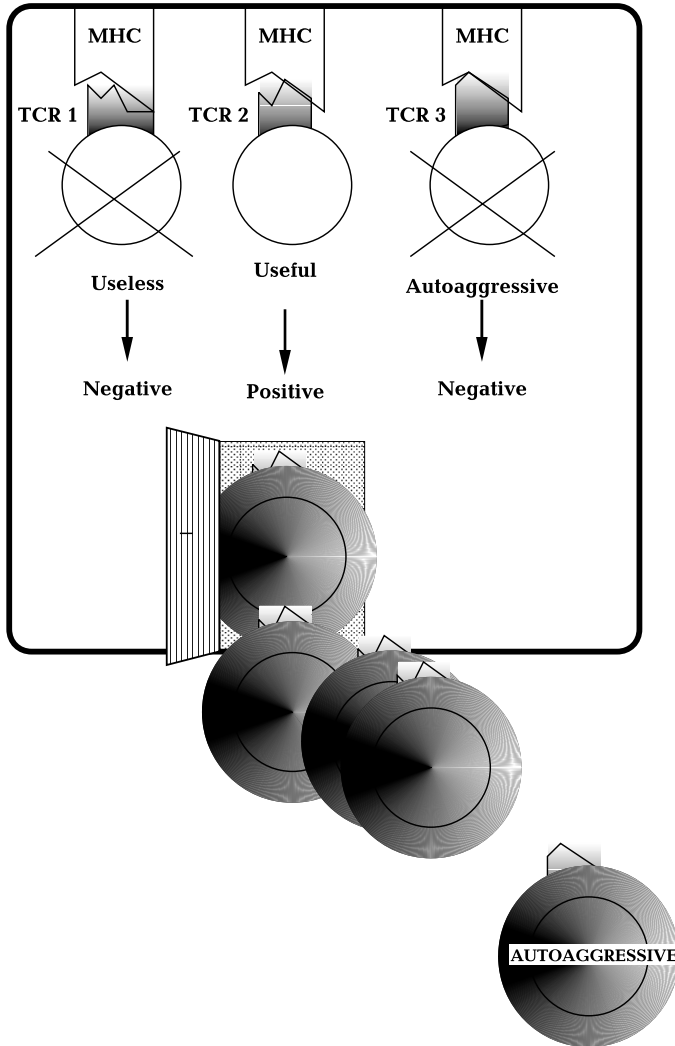 MHC MHC MHC
TCR 1 TCR 2 TCR 3
Useless Useful Autoaggressive
Negative Positive Negative
AUTOAGGRESSIVE